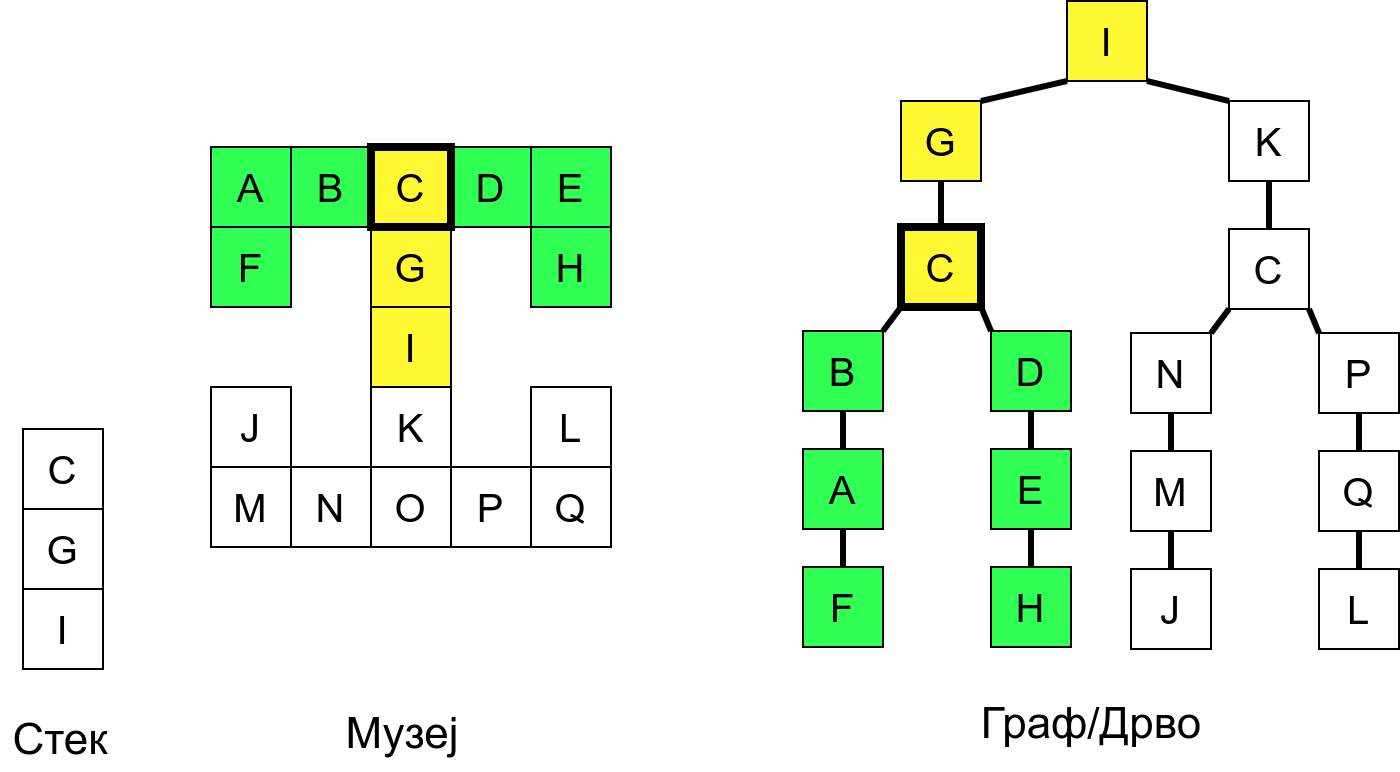 I
G K
A B C D E
F G H
I
J K L
M N O P Q
C
G
I
C C
B D N P
A E M Q
F H J L
Стек
Музеј
Граф/Дрво